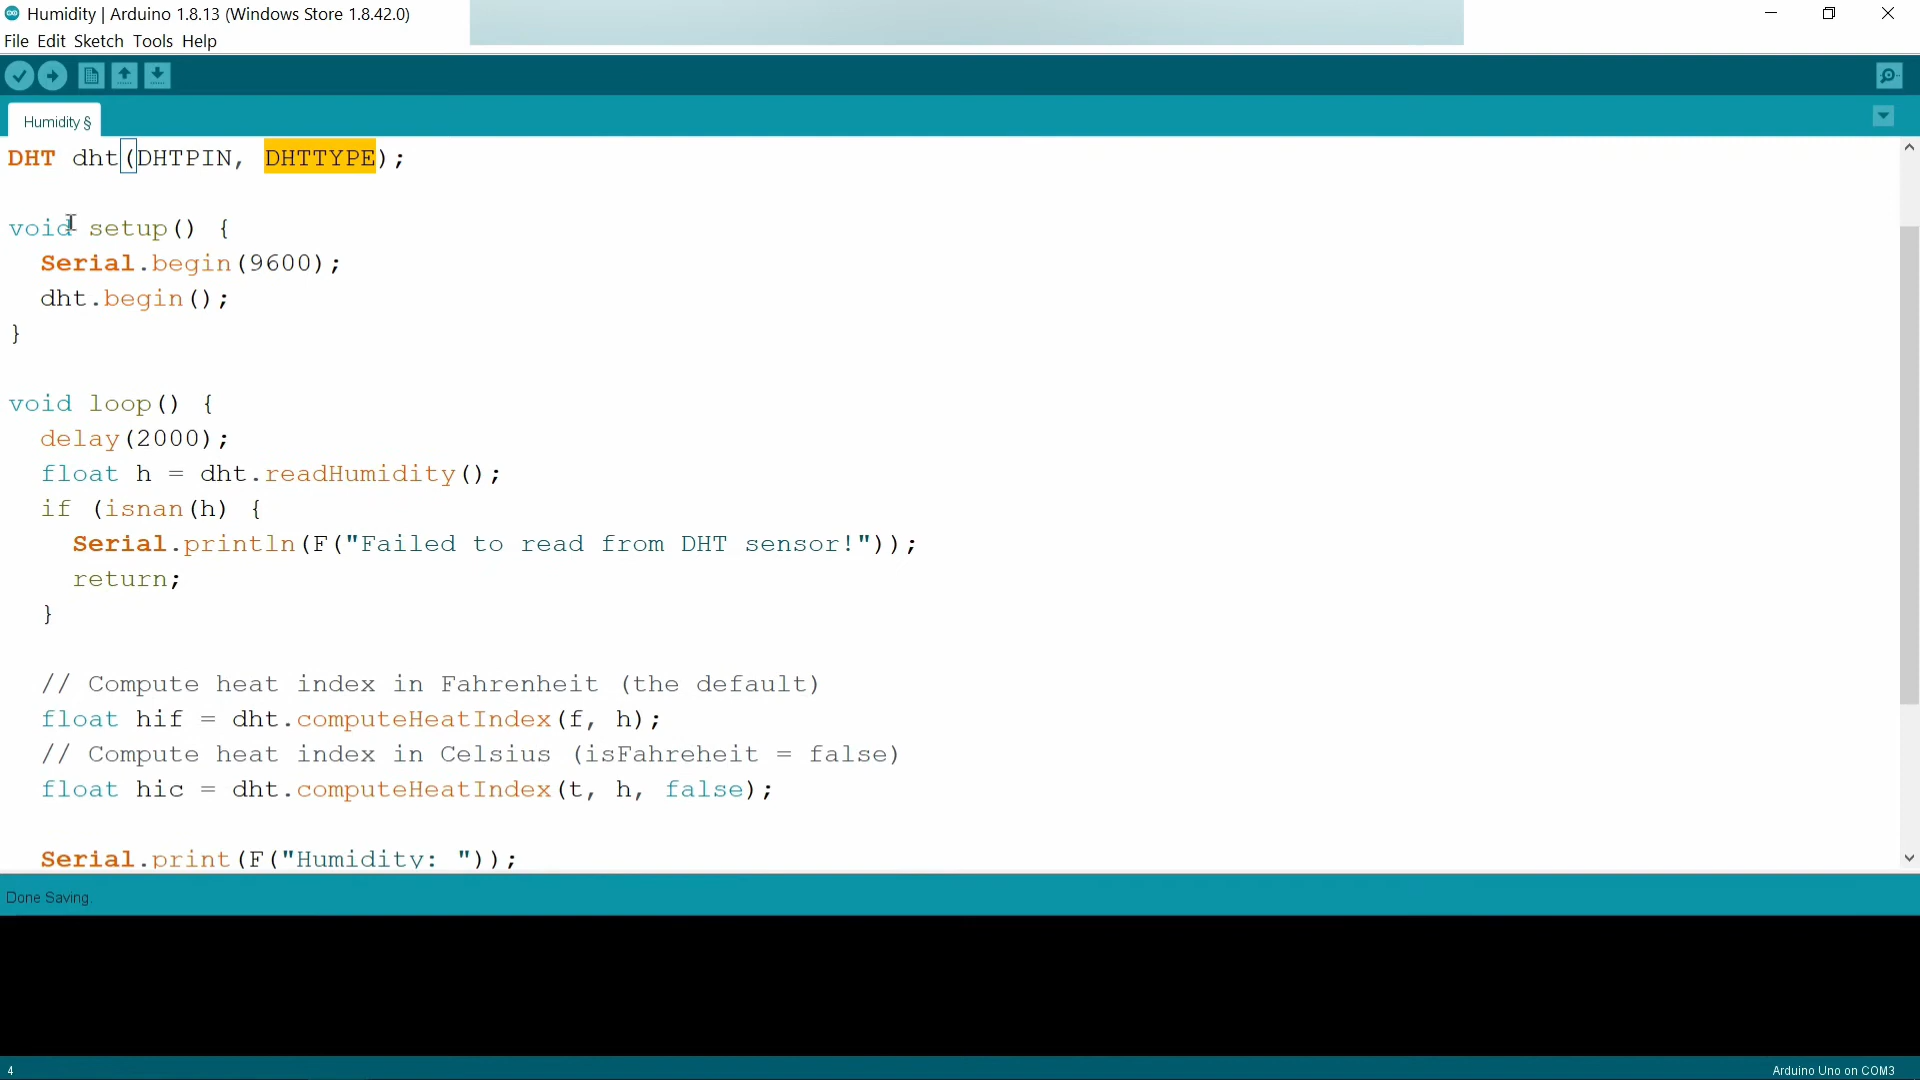 Humidity | Arduino 1.8.13 (Windows Store 1.8.42.0)
File Edit Sketch Tools Help
Humidity §
DHT dht(DHTPIN, DHTTYPE);
void setup() {
  Serial.begin(9600);
  dht.begin();
}
void loop() {
  delay(2000);
  float h = dht.readHumidity();
  if (isnan(h) {
    Serial.println(F("Failed to read from DHT sensor!"));
    return;
  }
  // Compute heat index in Fahrenheit (the default)
  float hif = dht.computeHeatIndex(f, h);
  // Compute heat index in Celsius (isFahreheit = false)
  float hic = dht.computeHeatIndex(t, h, false);
  Serial.print(F("Humidity: "));
Done Saving.
4
Arduino Uno on COM3